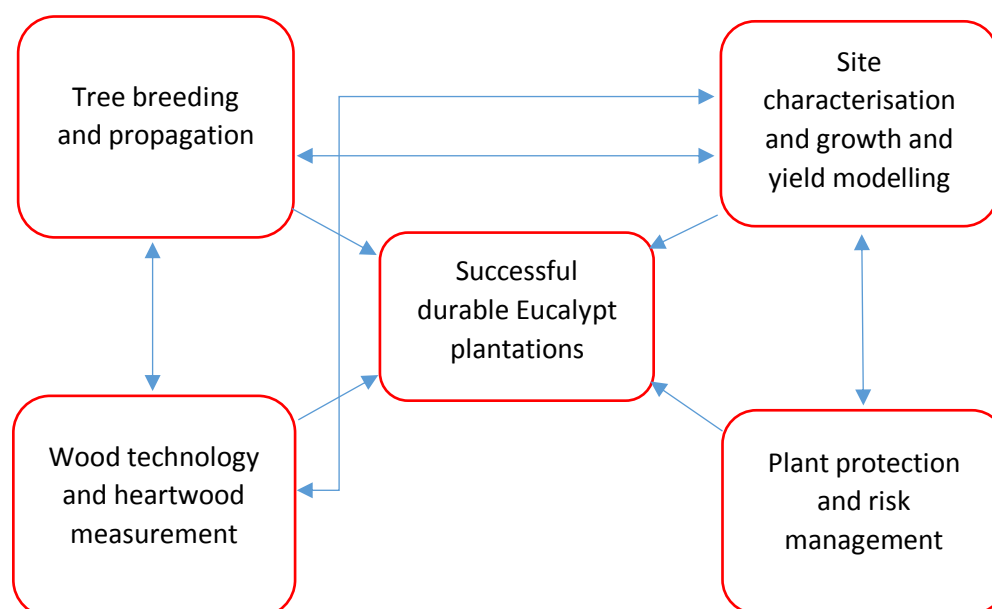 Tree breeding
and propagation
Site
characterisation
and growth and
yield modelling
Successful
durable Eucalypt
plantations
Wood technology
and heartwood
measurement
Plant protection
and risk
management